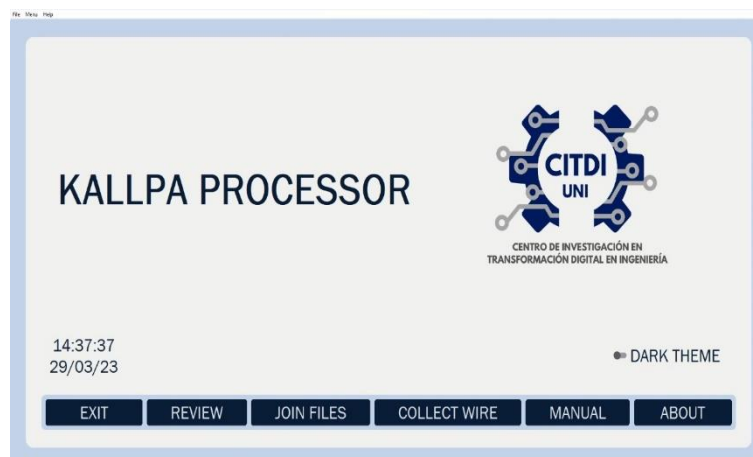 File Menu Help
KALLPA PROCESSOR
CITDI
UNI
CENTRO DE INVESTIGACIÓN EN
TRANSFORMACIÓN DIGITAL EN INGENIERÍA
14:37:37
29/03/23
DARK THEME
EXIT REVIEW JOIN FILES COLLECT WIRE MANUAL ABOUT